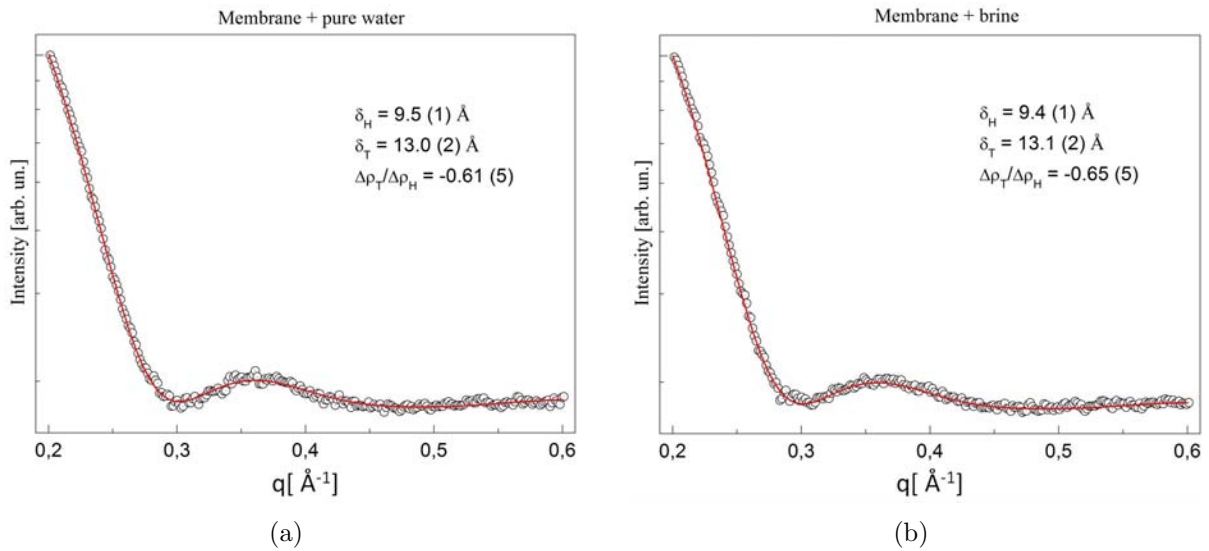 Membrane + pure water
δH = 9.5 (1) Å
δT = 13.0 (2) Å
ΔρT/ΔρH = -0.61 (5)
Intensity [arb. un.]
0,2 0,3 0,4 0,5 0,6
q[ Å-1]
(a)
Membrane + brine
δH = 9.4 (1) Å
δT = 13.1 (2) Å
ΔρT/ΔρH = -0.65 (5)
Intensity [arb. un.]
0,2 0,3 0,4 0,5 0,6
q[ Å-1]
(b)